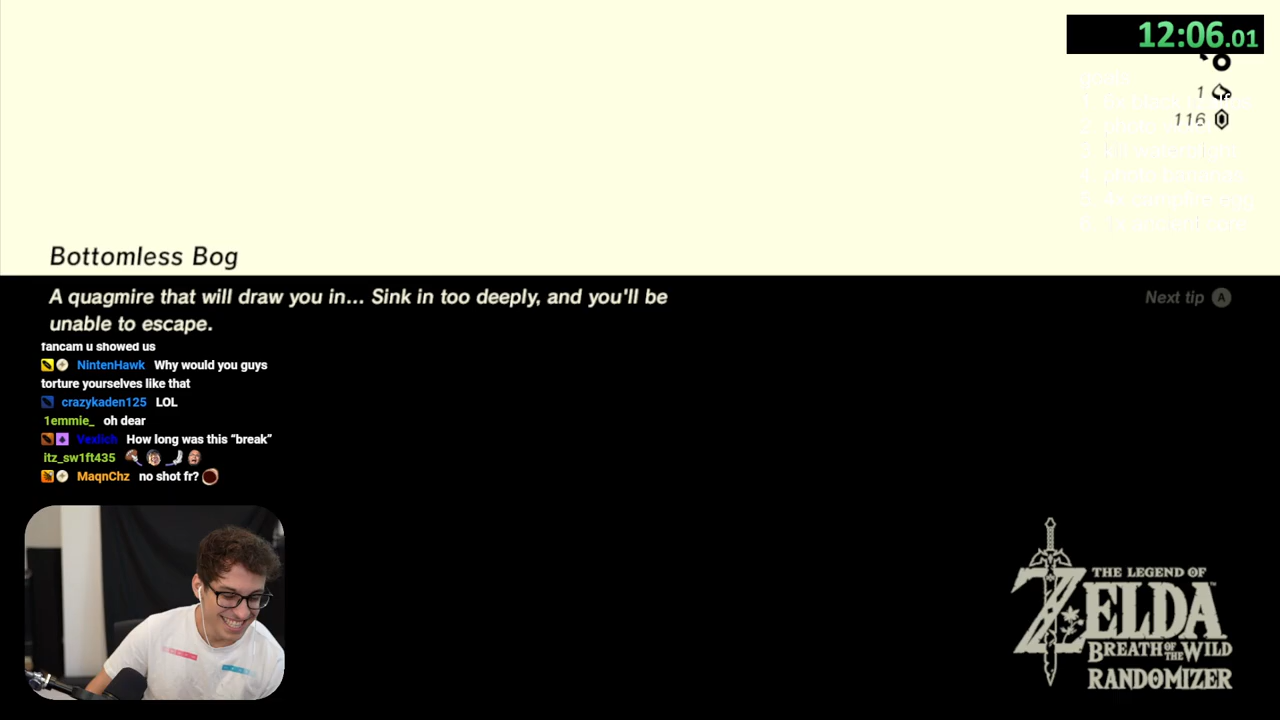 12:06.01
1
116
Bottomless Bog
A quagmire that will draw you in... Sink in too deeply, and you'll be
unable to escape.
Next tip A
fancam u showed us
NintenHawk Why would you guys
torture yourselves like that
crazykaden125 LOL
1emmie_ oh dear
Vexlich How long was this “break”
itz_sw1ft435
MaqnChz no shot fr?
THE LEGEND OF
ZELDA
BREATH OF THE WILD
RANDOMIZER